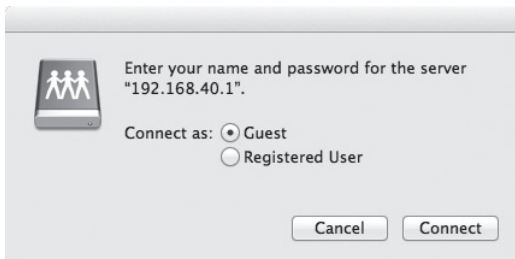 Enter your name and password for the server
“192.168.40.1”.
Connect as: Guest
Registered User
Cancel Connect